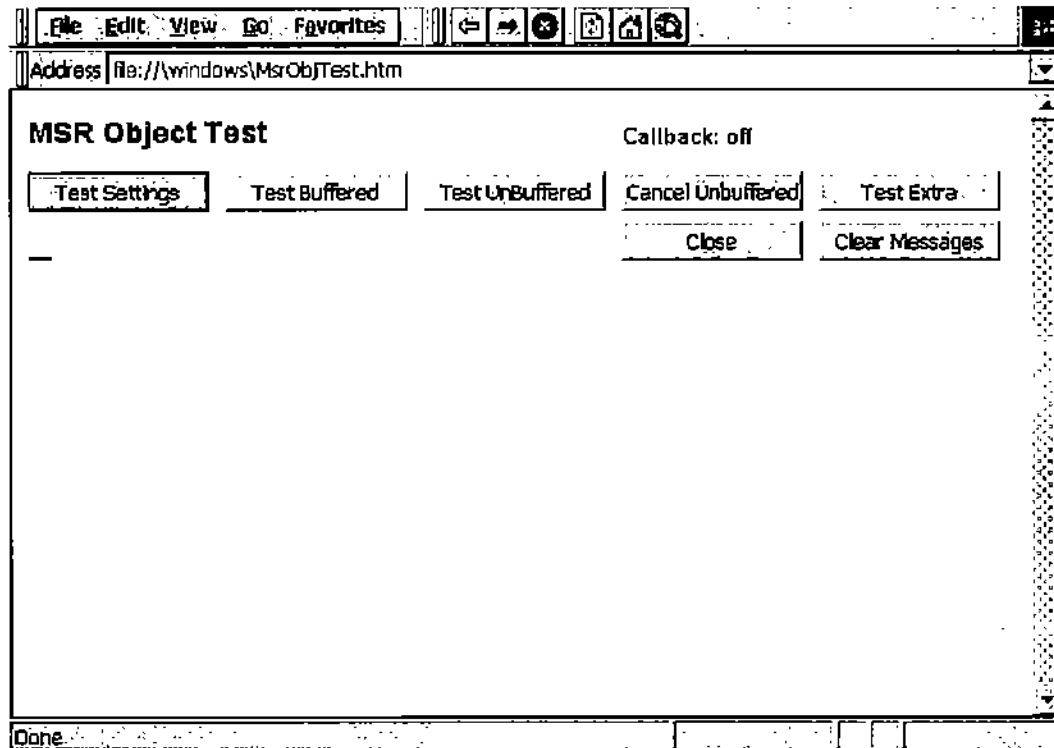 File Edit View Go Favorites
Address file://\windows\MsrObjTest.htm
MSR Object Test
Callback: off
Test Settings Test Buffered Test UnBuffered Cancel Unbuffered Test Extra
Close Clear Messages
Done